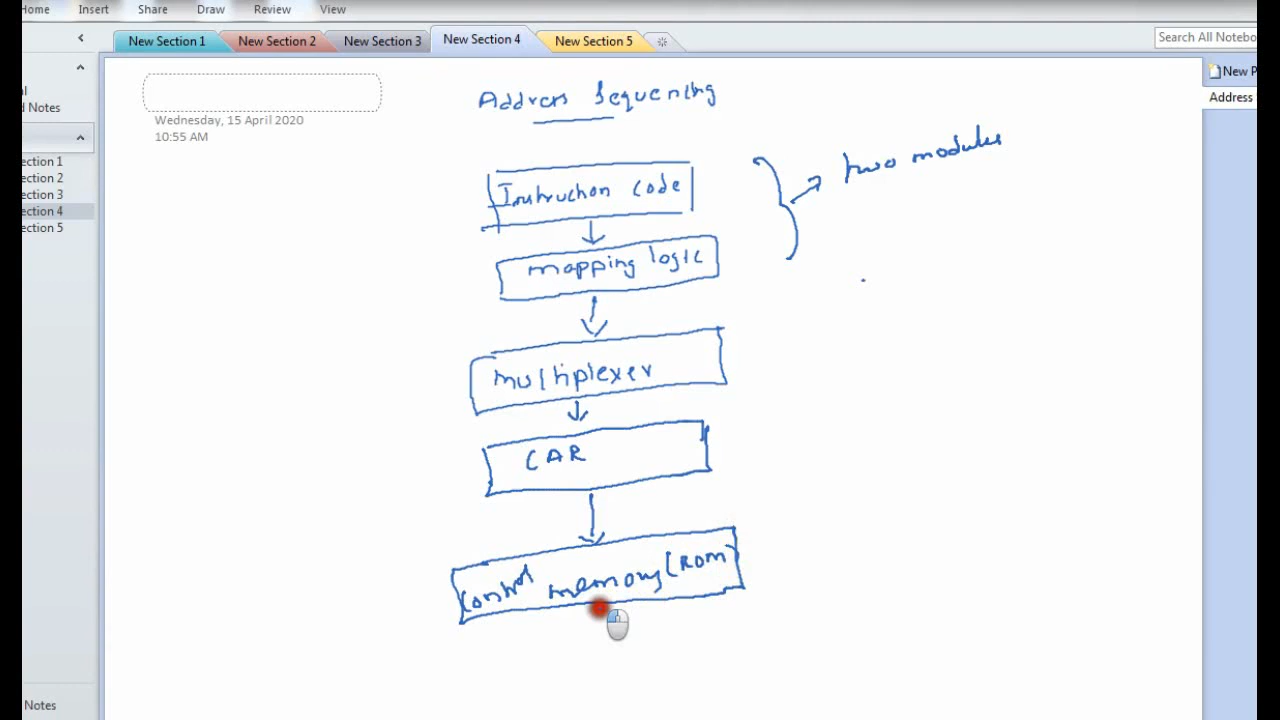 Home Insert Share Draw Review View
New Section 1 New Section 2 New Section 3 New Section 4 New Section 5
Search All Notebo
New P
Address
d Notes
ection 1
ection 2
ection 3
ection 4
ection 5
Notes
Wednesday, 15 April 2020
10:55 AM
Address Sequencing
Instruction code
two modules
mapping logic
multiplexer
CAR
Control memory (ROM)